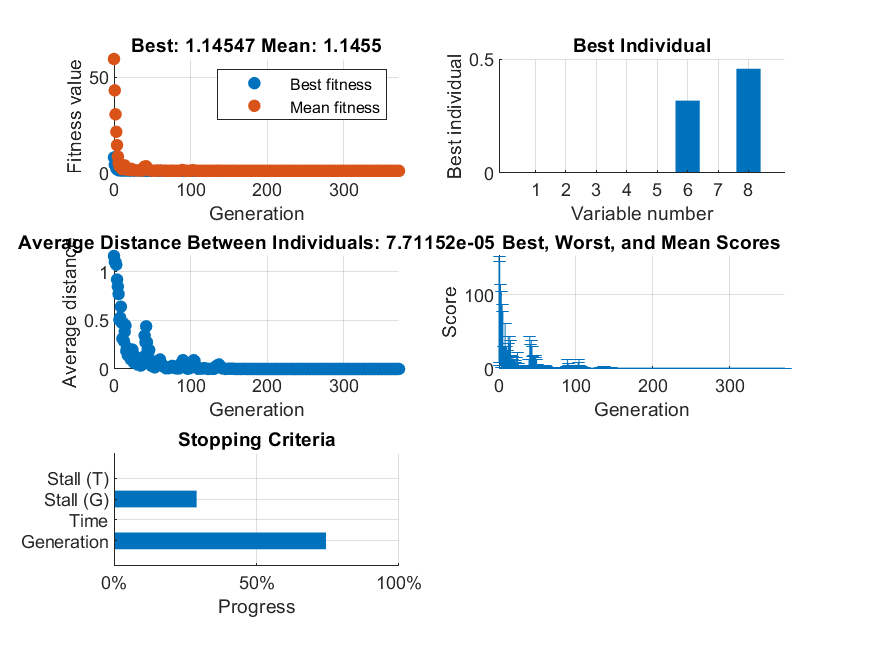 Best: 1.14547 Mean: 1.1455
Fitness value
50
0
Best fitness
Mean fitness
0 100 200 300
Generation
Best Individual
Best individual
0.5
0
1 2 3 4 5 6 7 8
Variable number
Average Distance Between Individuals: 7.71152e-05
Average distance
1
0.5
0
0 100 200 300
Generation
Best, Worst, and Mean Scores
Score
100
0
0 100 200 300
Generation
Stopping Criteria
Stall (T)
Stall (G)
Time
Generation
0% 50% 100%
Progress